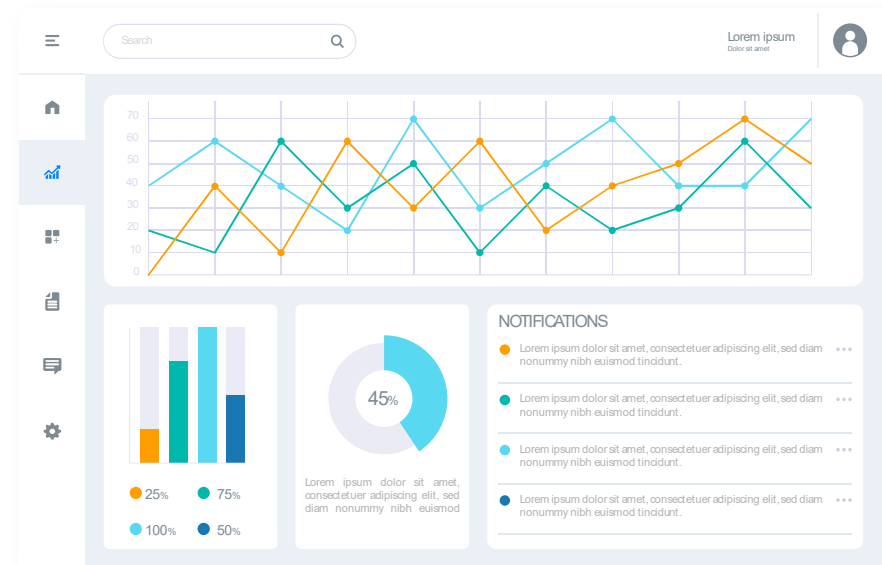 Search
Lorem ipsum
Dolor sit amet
70
60
50
40
30
20
10
0
25%
75%
100%
50%
45%
Lorem ipsum dolor sit amet,
consectetuer adipiscing elit, sed
diam nonummy nibh euismod
NOTIFICATIONS
Lorem ipsum dolor sit amet, consectetuer adipiscing elit, sed diam
nonummy nibh euismod tincidunt.
Lorem ipsum dolor sit amet, consectetuer adipiscing elit, sed diam
nonummy nibh euismod tincidunt.
Lorem ipsum dolor sit amet, consectetuer adipiscing elit, sed diam
nonummy nibh euismod tincidunt.
Lorem ipsum dolor sit amet, consectetuer adipiscing elit, sed diam
nonummy nibh euismod tincidunt.